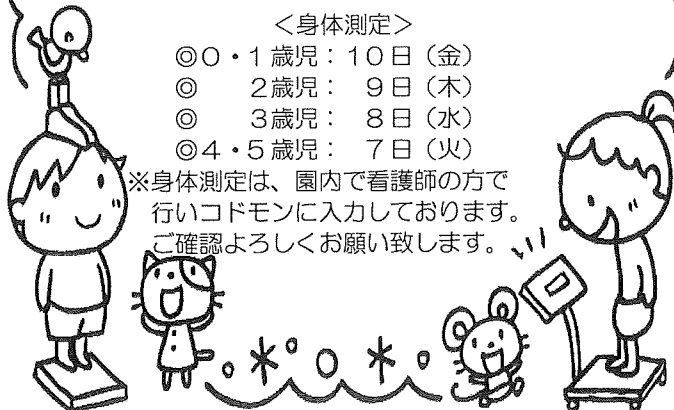 ＜身体測定＞
◎０・１歳児：１０日（金）
◎　　２歳児：　９日（木）
◎　　３歳児：　８日（水）
◎４・５歳児：　７日（火）
※身体測定は、園内で看護師の方で
行いコドモンに入力しております。
ご確認よろしくお願い致します。